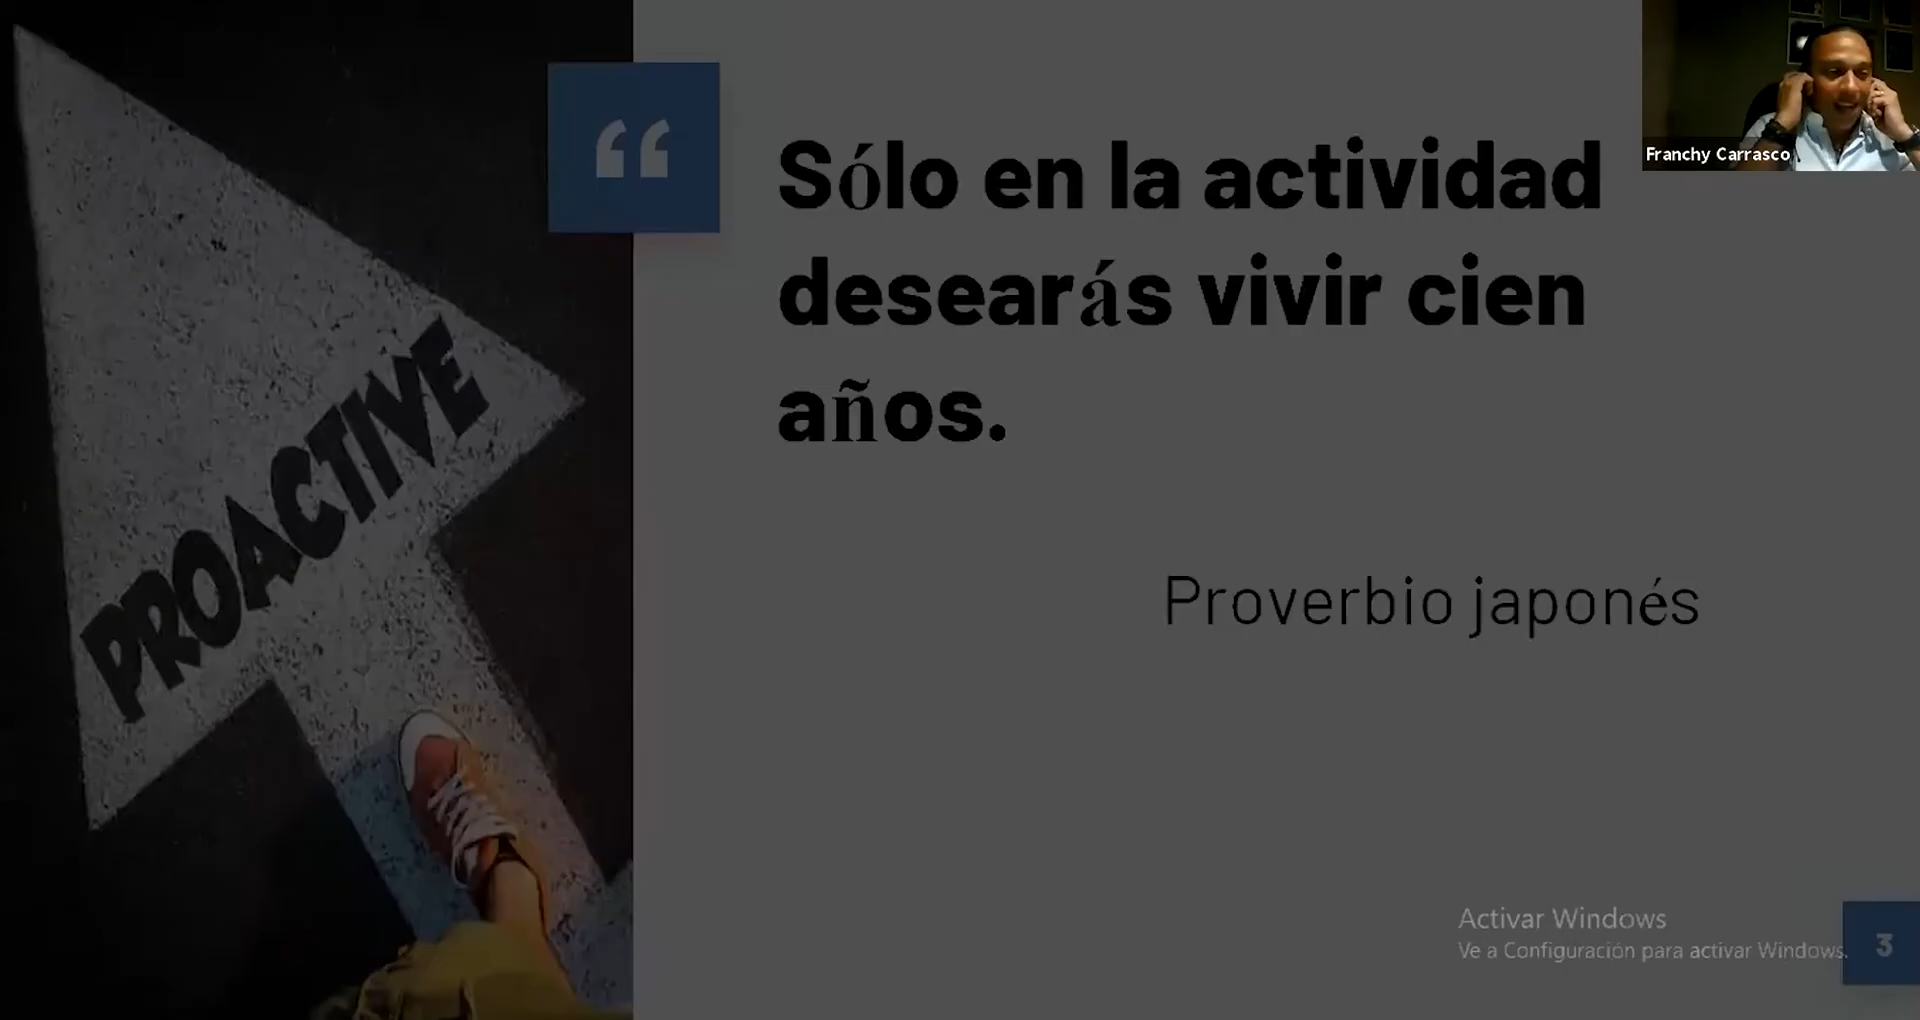 “
Sólo en la actividad
desearás vivir cien
años.
Proverbio japonés
PROACTIVE
Franchy Carrasco
Activar Windows
Ve a Configuración para activar Windows.
3